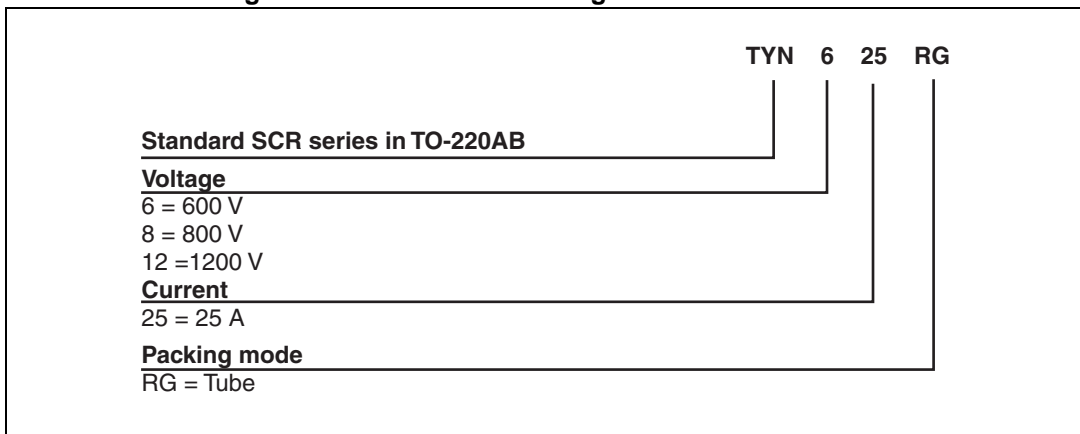 TYN 6 25 RG
Standard SCR series in TO-220AB
Voltage
6 = 600 V
8 = 800 V
12 =1200 V
Current
25 = 25 A
Packing mode
RG = Tube